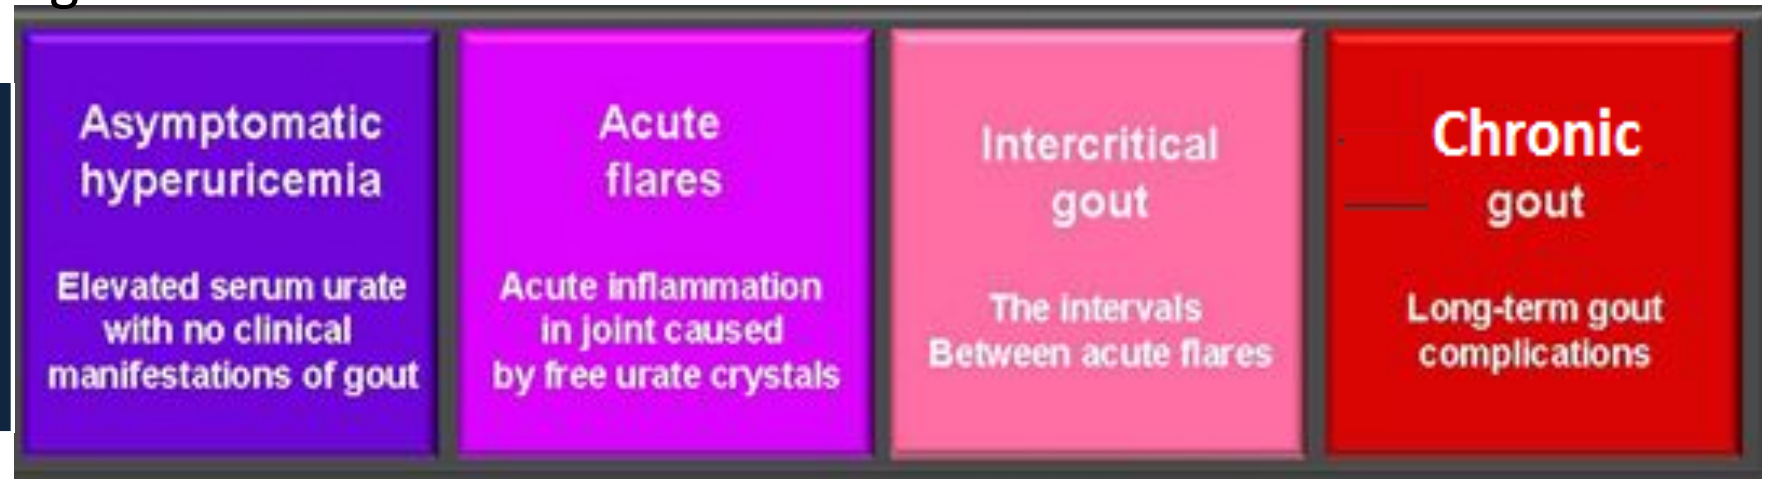 Asymptomatic
hyperuricemia
Elevated serum urate
with no clinical
manifestations of gout
Acute
flares
Acute inflammation
in joint caused
by free urate crystals
Intercritical
gout
The intervals
Between acute flares
Chronic
gout
Long-term gout
complications